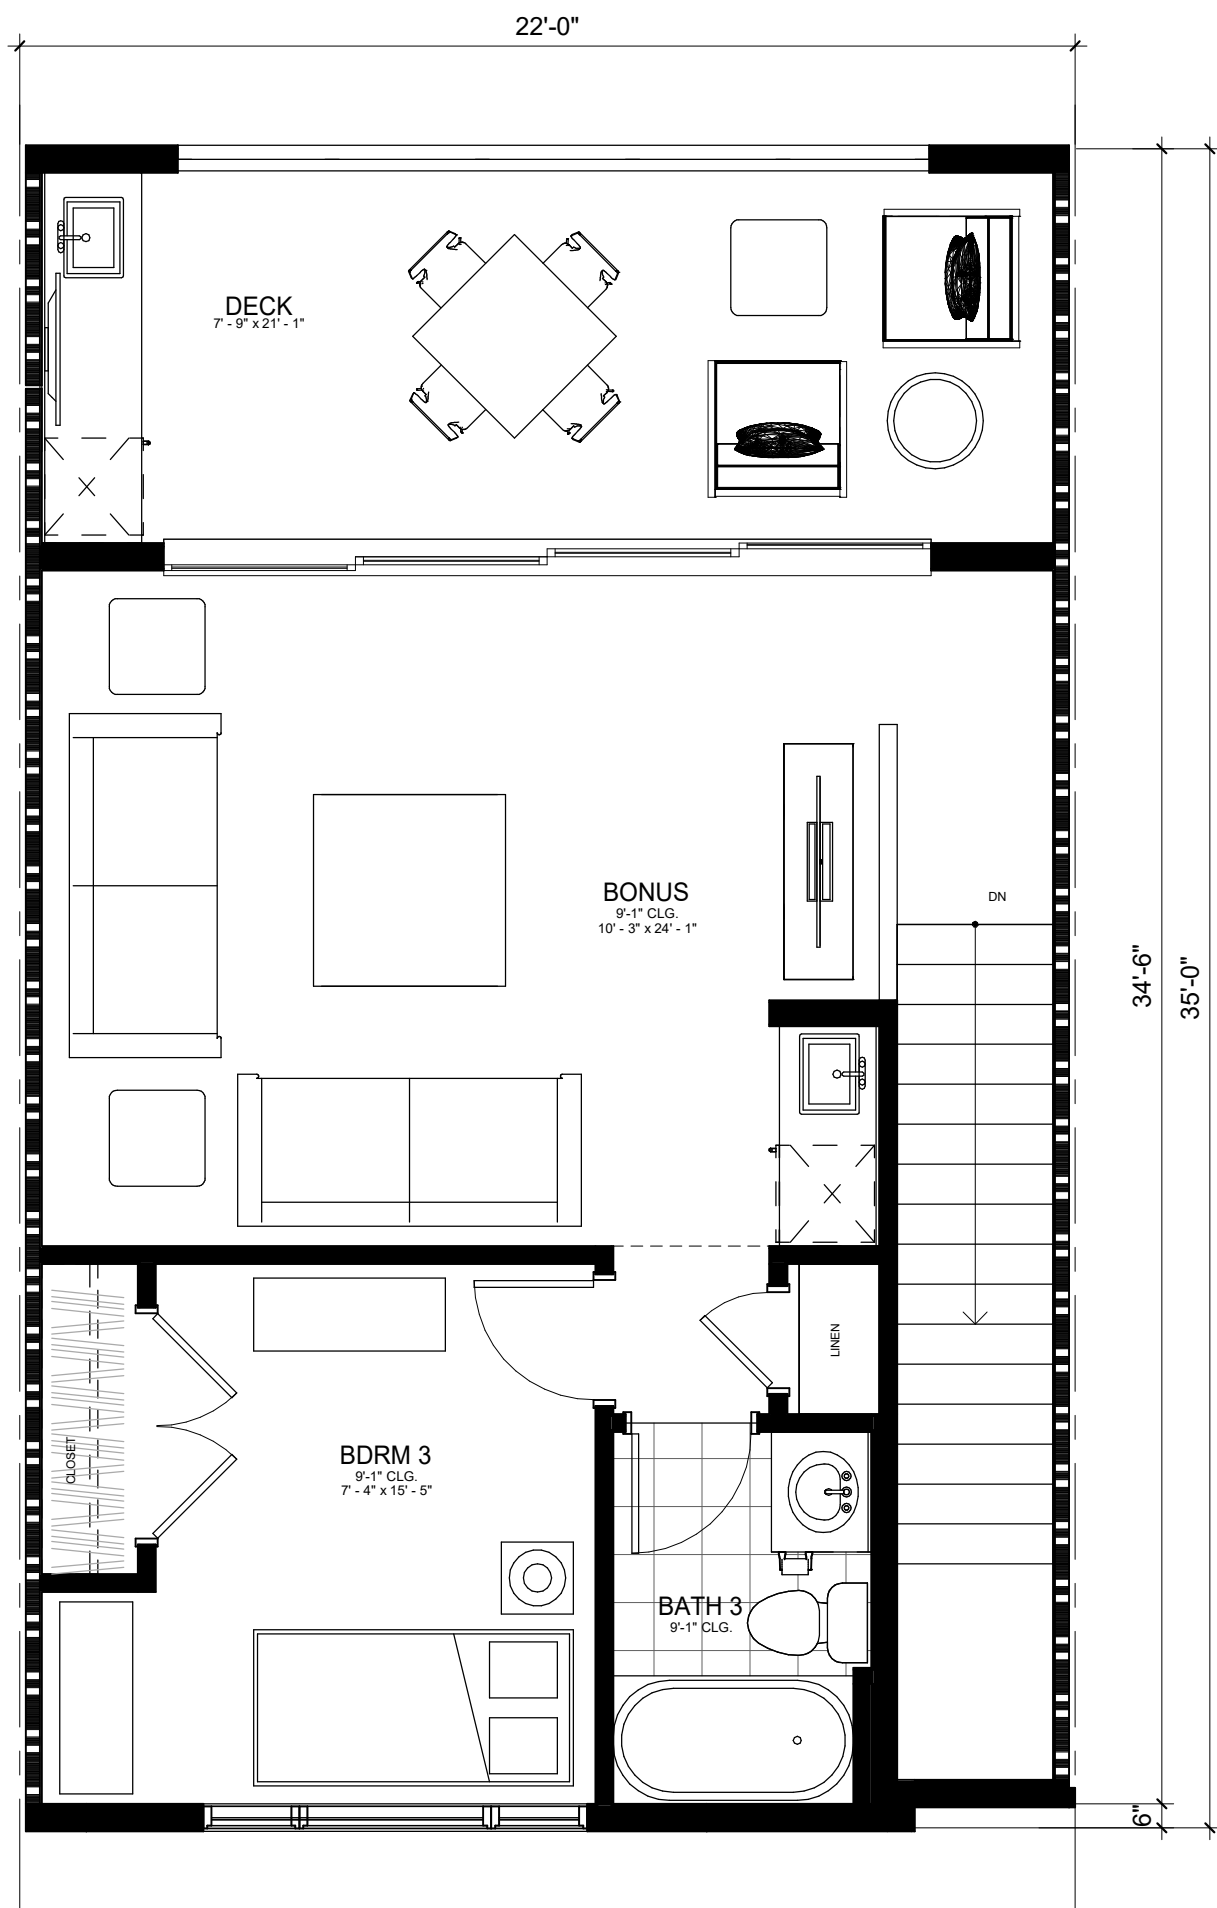 22'-0"
DECK
7' - 9" x 21' - 1"
BONUS
9'-1" CLG.
10' - 3" x 24' - 1"
DN
34'-6"
35'-0"
LINEN
CLOSET
BDRM 3
9'-1" CLG.
7' - 4" x 15' - 5"
BATH 3
9'-1" CLG.
6"